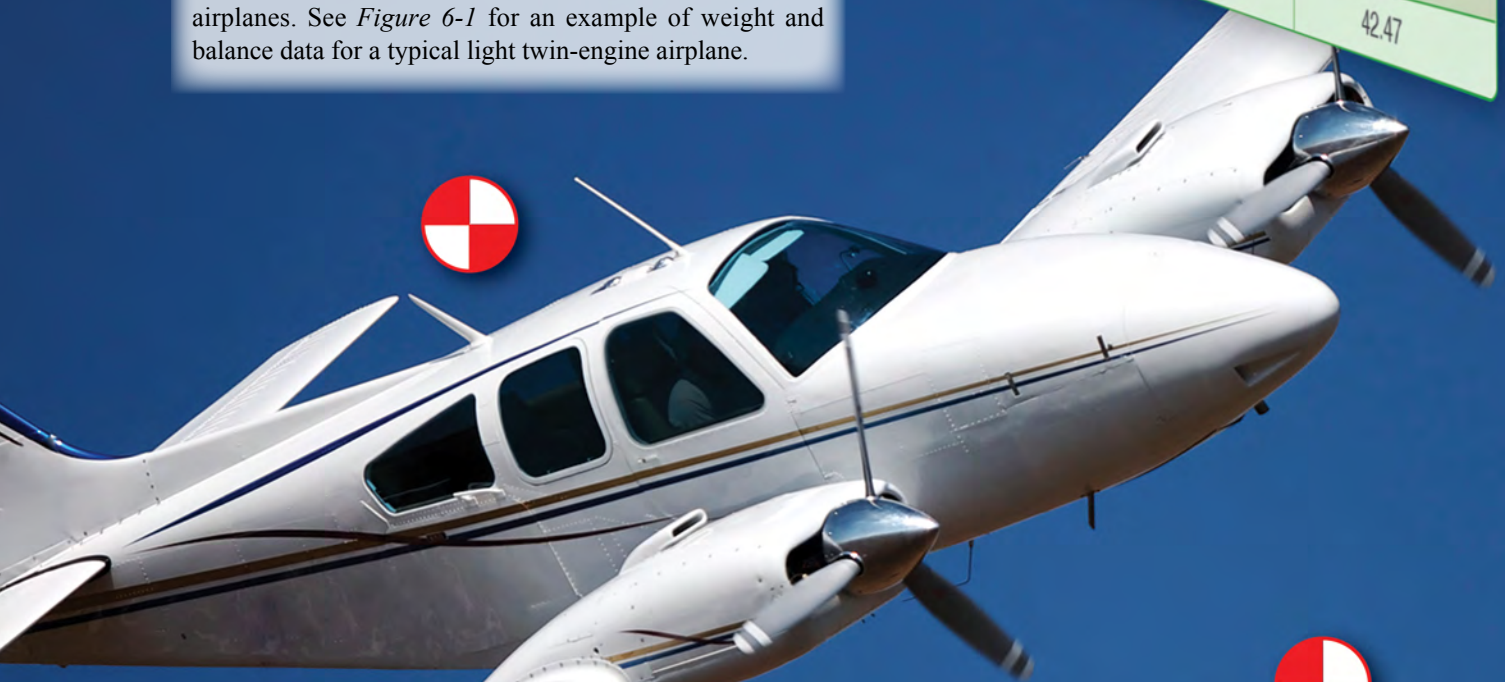 airplanes. See Figure 6-1 for an example of weight and
balance data for a typical light twin-engine airplane.
42.47